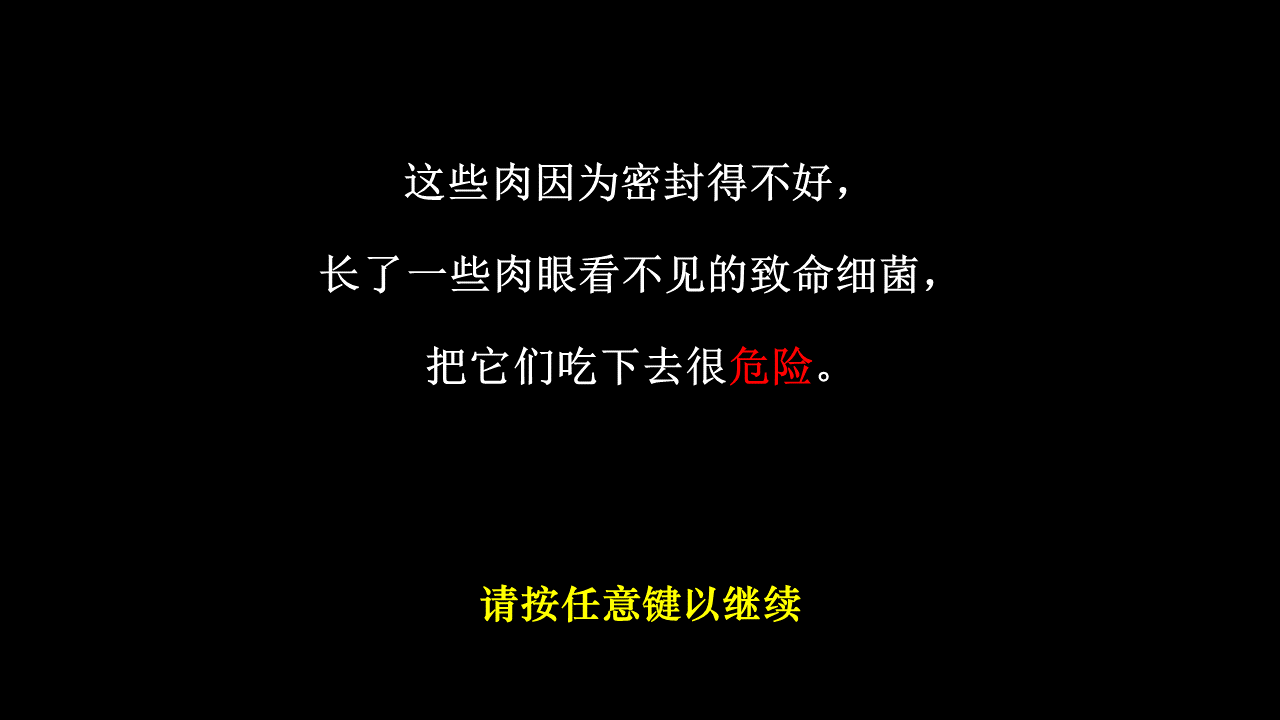 这些肉因为密封得不好，
长了一些肉眼看不见的致命细菌，
把它们吃下去很危险。
请按任意键以继续